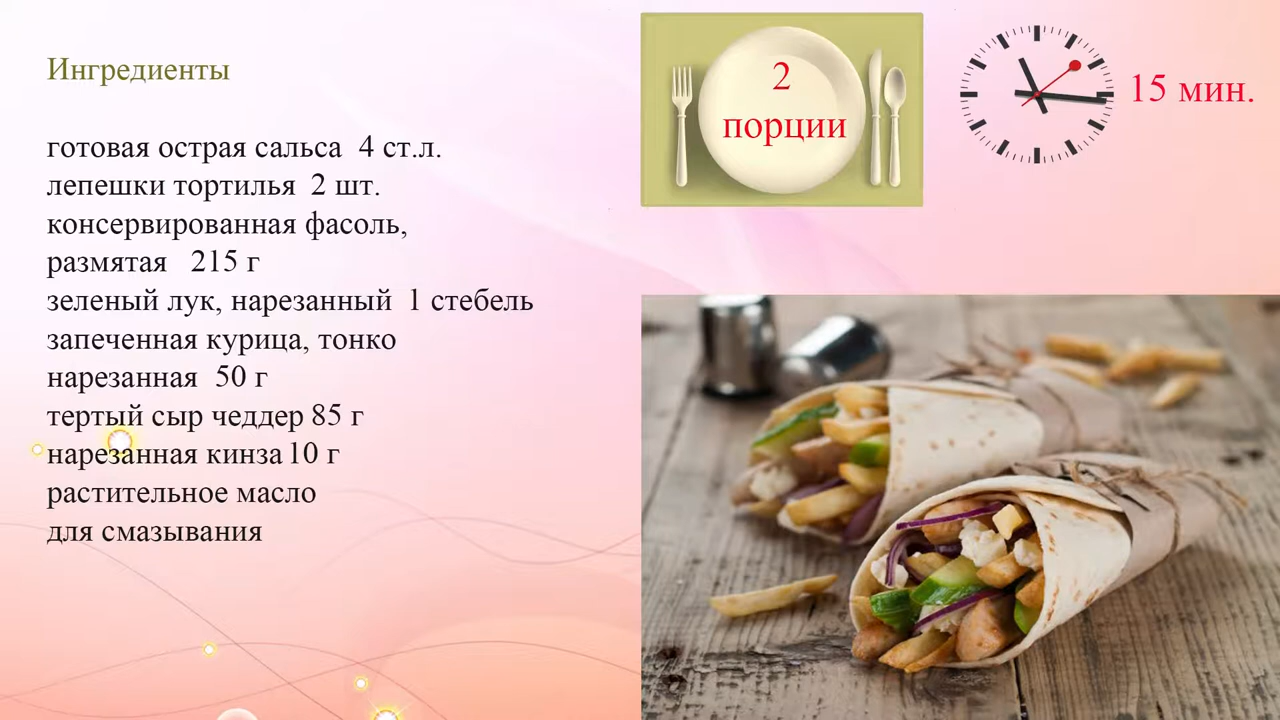 Ингредиенты
готовая острая сальса 4 ст.л.
лепешки тортилья 2 шт.
консервированная фасоль,
размятая 215 г
зеленый лук, нарезанный 1 стебель
запеченная курица, тонко
нарезанная 50 г
тертый сыр чеддер 85 г
нарезанная кинза 10 г
растительное масло
для смазывания
2
порции
15 мин.